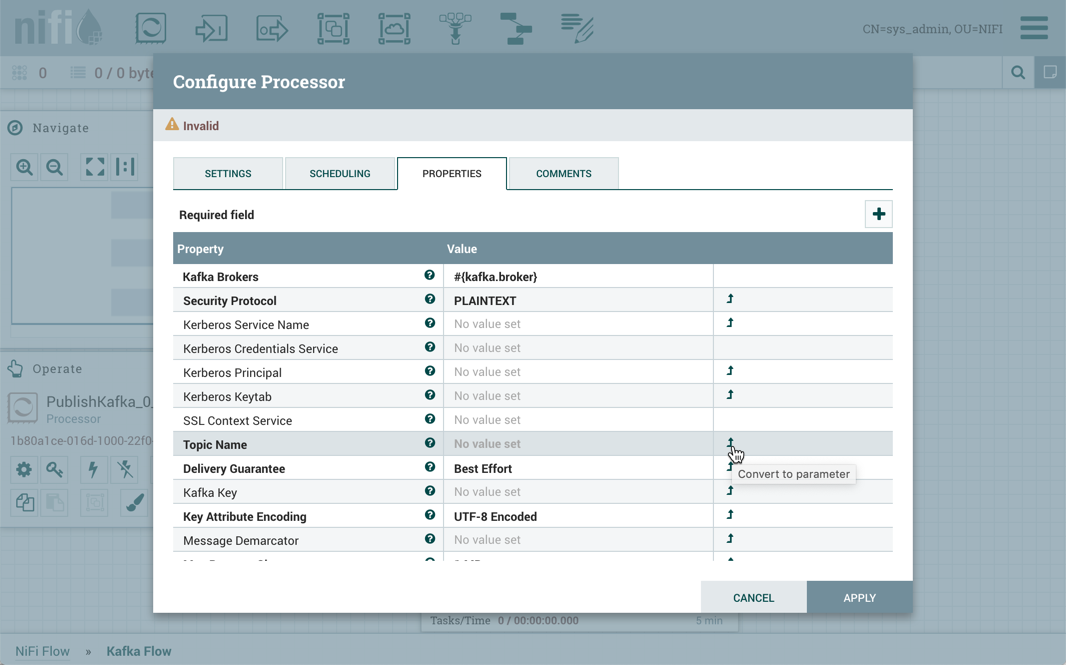 nifi
CN=sys_admin, OU=NIFI
0 0 / 0 byte
Configure Processor
Invalid
Navigate
SETTINGS SCHEDULING PROPERTIES COMMENTS
Required field
Property Value
Kafka Brokers #{kafka.broker}
Security Protocol PLAINTEXT
Kerberos Service Name No value set
Kerberos Credentials Service No value set
Kerberos Principal No value set
Kerberos Keytab No value set
SSL Context Service No value set
Topic Name No value set
Delivery Guarantee Best Effort
Convert to parameter
Kafka Key No value set
Key Attribute Encoding UTF-8 Encoded
Message Demarcator No value set
Operate
PublishKafka_0_
Processor
1b80a1ce-016d-1000-22f0
CANCEL APPLY
Tasks/Time 0 / 00:00:00.000 5 min
NiFi Flow » Kafka Flow